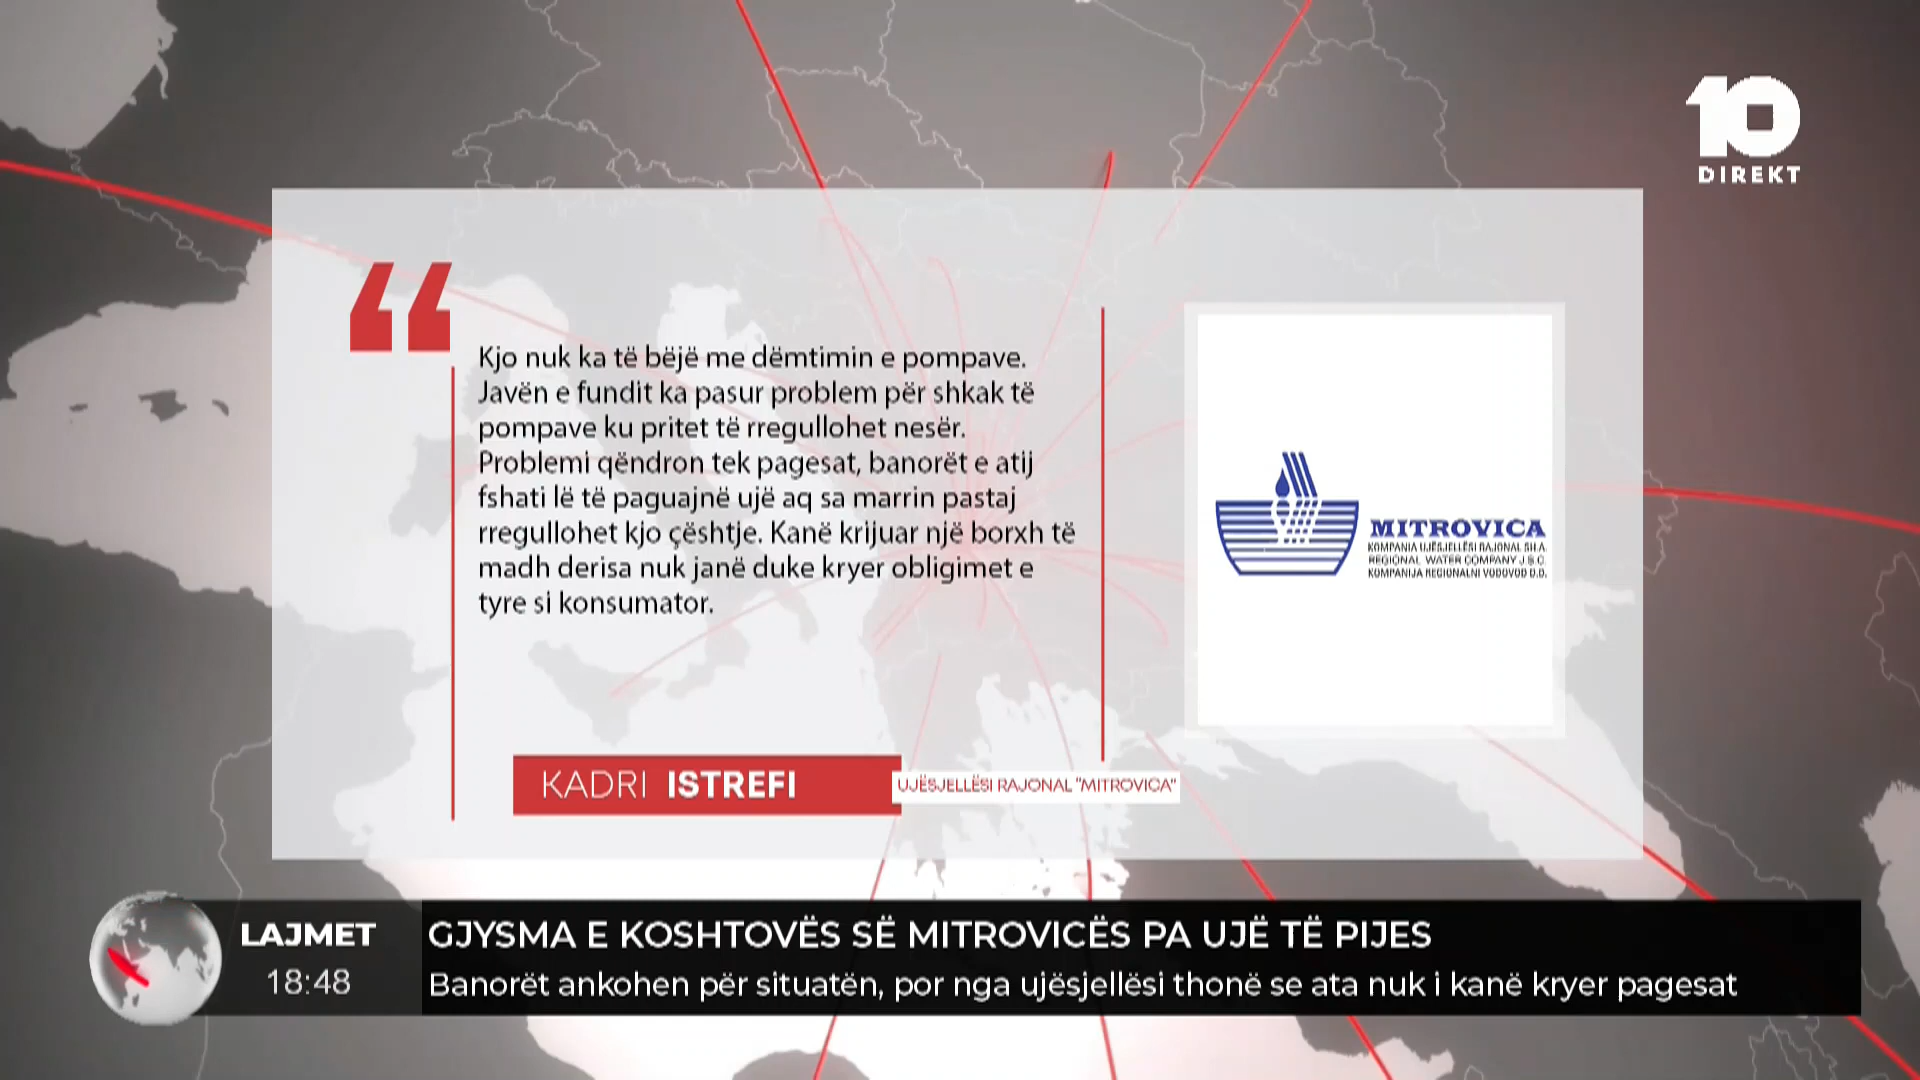 10
DIREKT
Kjo nuk ka të bëjë me dëmtimin e pompave.
Javën e fundit ka pasur problem për shkak të
pompave ku pritet të rregullohet nesër.
Problemi qëndron tek pagesat, banorët e atij
fshati lë të paguajnë ujë aq sa marrin pastaj
rregullohet kjo çështje. Kanë krijuar një borxh të
madh derisa nuk janë duke kryer obligimet e
tyre si konsumator.
MITROVICA
KOMPANIA UJËSJELLËSI RAJONAL SH.A.
REGIONAL WATER COMPANY J.S.C.
KOMPANIJA REGIONALNI VODOVOD D.D.
KADRI ISTREFI
UJËSJELLËSI RAJONAL "MITROVICA"
LAJMET
18:48
GJYSMA E KOSHTOVËS SË MITROVICËS PA UJË TË PIJES
Banorët ankohen për situatën, por nga ujësjellësi thonë se ata nuk i kanë kryer pagesat